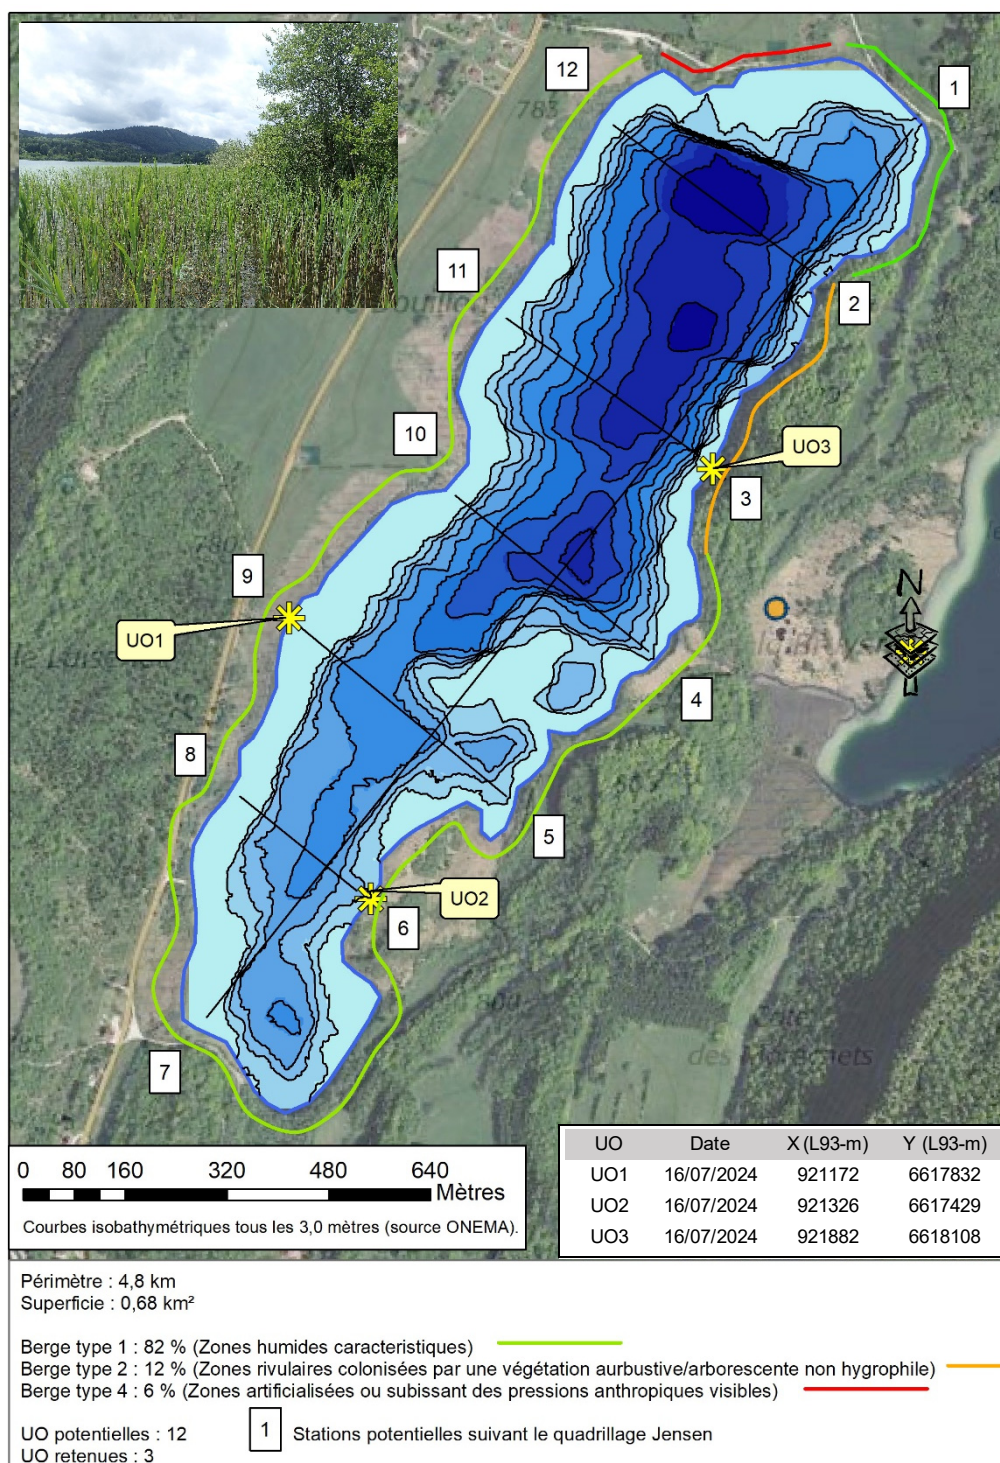 12
783
1
2
11
10
UO3
3
9
UO1
4
8
5
UO2
6
7
N
UO Date X (L93-m) Y (L93-m)
UO1 16/07/2024 921172 6617832
UO2 16/07/2024 921326 6617429
UO3 16/07/2024 921882 6618108
0 80 160 320 480 640
Mètres
Courbes isobathymétriques tous les 3,0 mètres (source ONEMA).
Périmètre : 4,8 km
Superficie : 0,68 km²
Berge type 1 : 82 % (Zones humides caracteristiques)
Berge type 2 : 12 % (Zones rivulaires colonisées par une végétation aurbustive/arborescente non hygrophile)
Berge type 4 : 6 % (Zones artificialisées ou subissant des pressions anthropiques visibles)
UO potentielles : 12
1 Stations potentielles suivant le quadrillage Jensen
UO retenues : 3